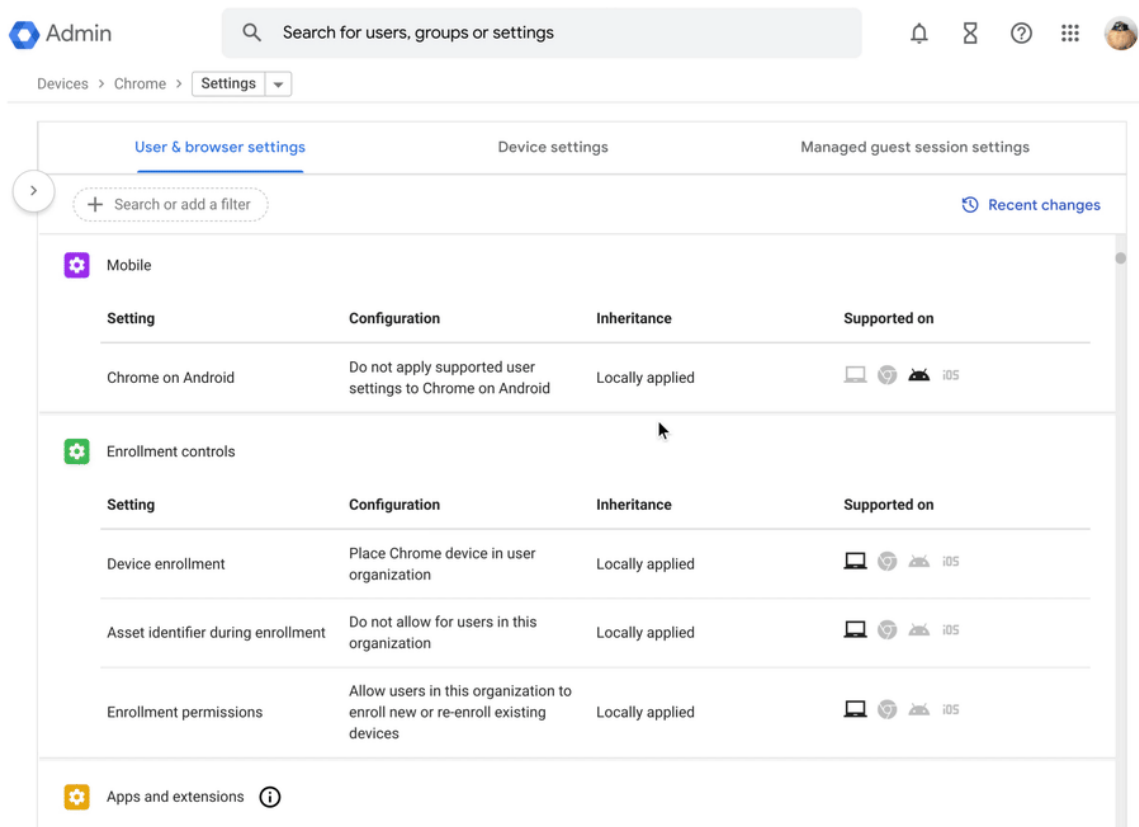 Admin
Search for users, groups or settings
Devices > Chrome > Settings
User & browser settings
Device settings
Managed guest session settings
Search or add a filter
Recent changes
Mobile
Setting Configuration Inheritance Supported on
Chrome on Android
Do not apply supported user
settings to Chrome on Android
Locally applied
iOS
Enrollment controls
Setting Configuration Inheritance Supported on
Device enrollment
Place Chrome device in user
organization
Locally applied
iOS
Asset identifier during enrollment
Do not allow for users in this
organization
Locally applied
iOS
Enrollment permissions
Allow users in this organization to
enroll new or re-enroll existing
devices
Locally applied
iOS
Apps and extensions